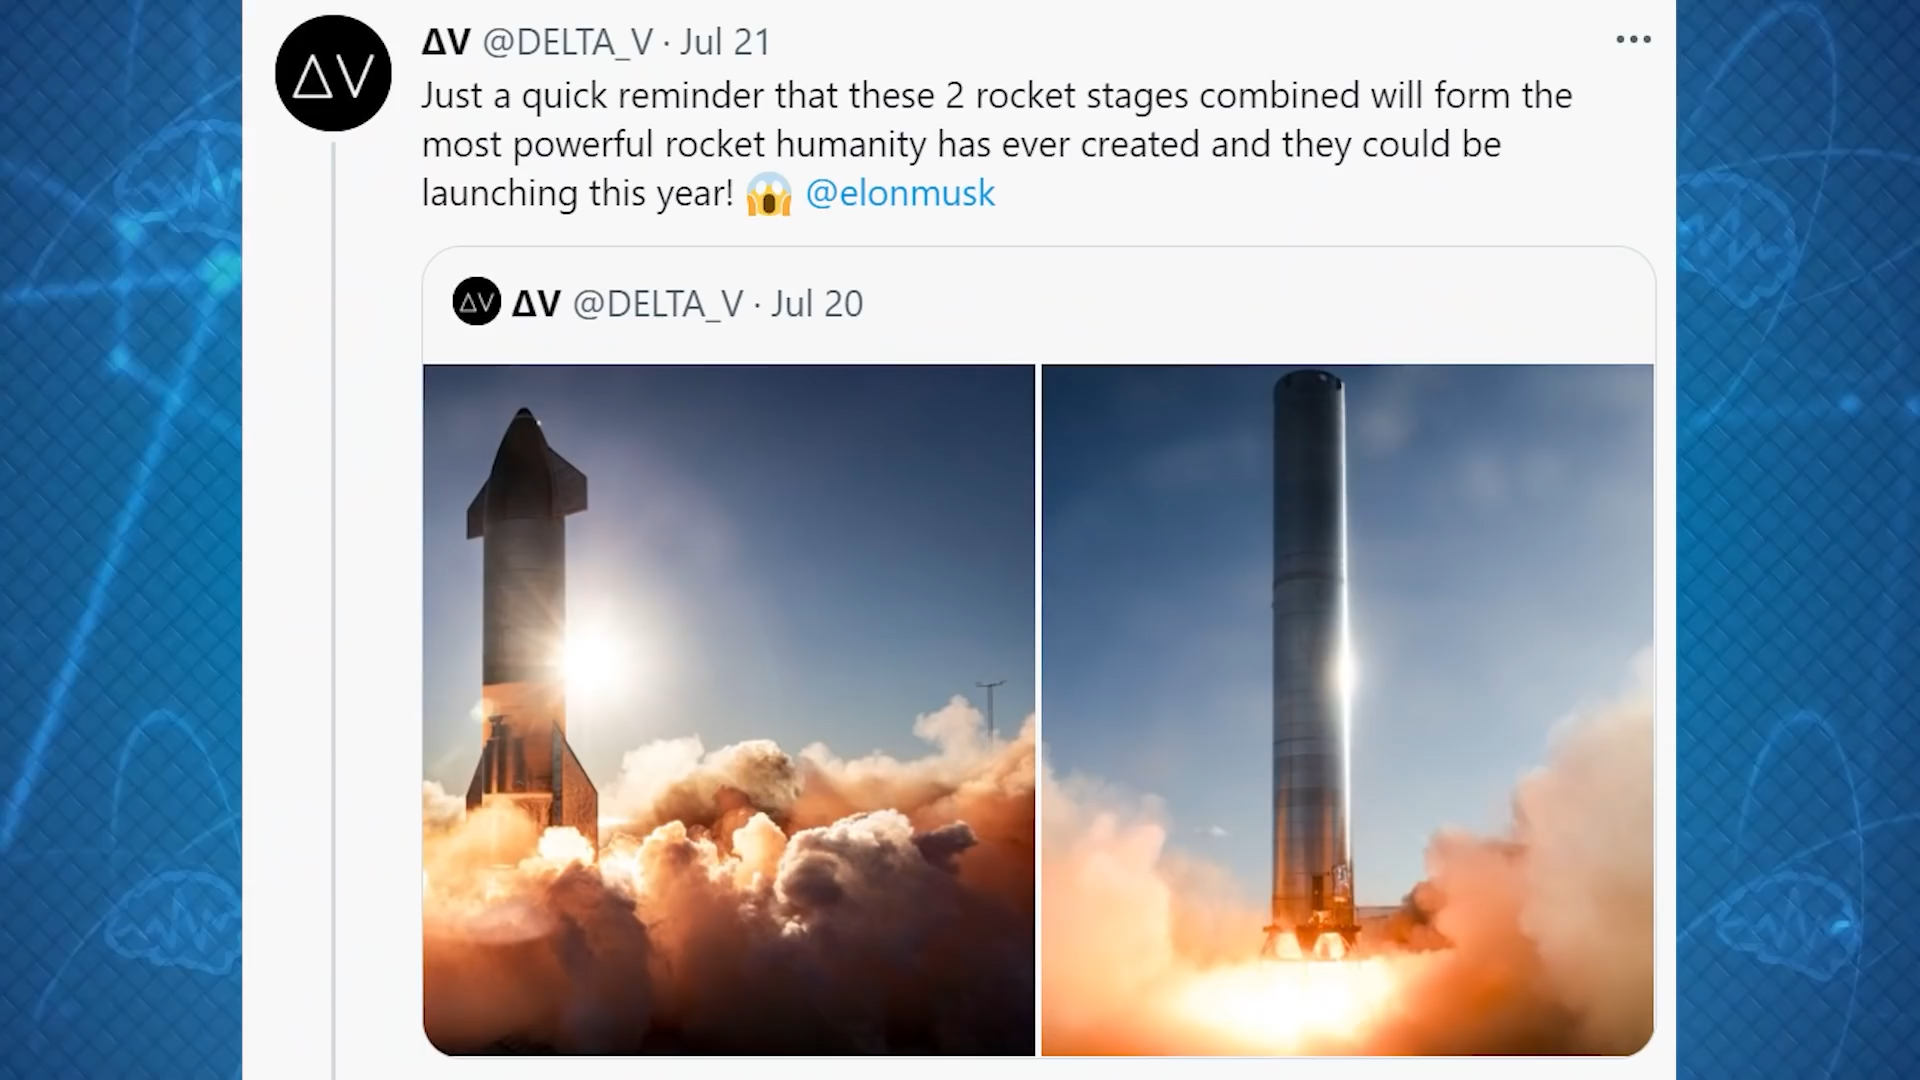 ΔV @DELTA_V · Jul 21
ΔV
Just a quick reminder that these 2 rocket stages combined will form the
most powerful rocket humanity has ever created and they could be
launching this year! 😱 @elonmusk
ΔV ΔV @DELTA_V · Jul 20